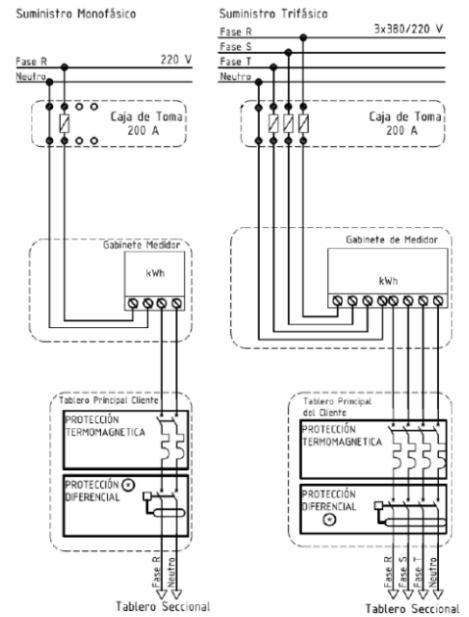 Suministro Monofásico
Fase R
220 V
Neutro
Caja de Toma
200 A
Gabinete Medidor
kWh
Tablero Principal Cliente
PROTECCIÓN
TERMOMAGNETICA
PROTECCIÓN
DIFERENCIAL
Fase R
Neutro
Tablero Seccional
Suministro Trifásico
Fase R
3x380/220 V
Fase S
Fase T
Neutro
Caja de Toma
200 A
Gabinete de Medidor
kWh
Tablero Principal
del Cliente
PROTECCIÓN
TERMOMAGNETICA
PROTECCIÓN
DIFERENCIAL
Fase R
Fase S
Fase T
Neutro
Tablero Seccional